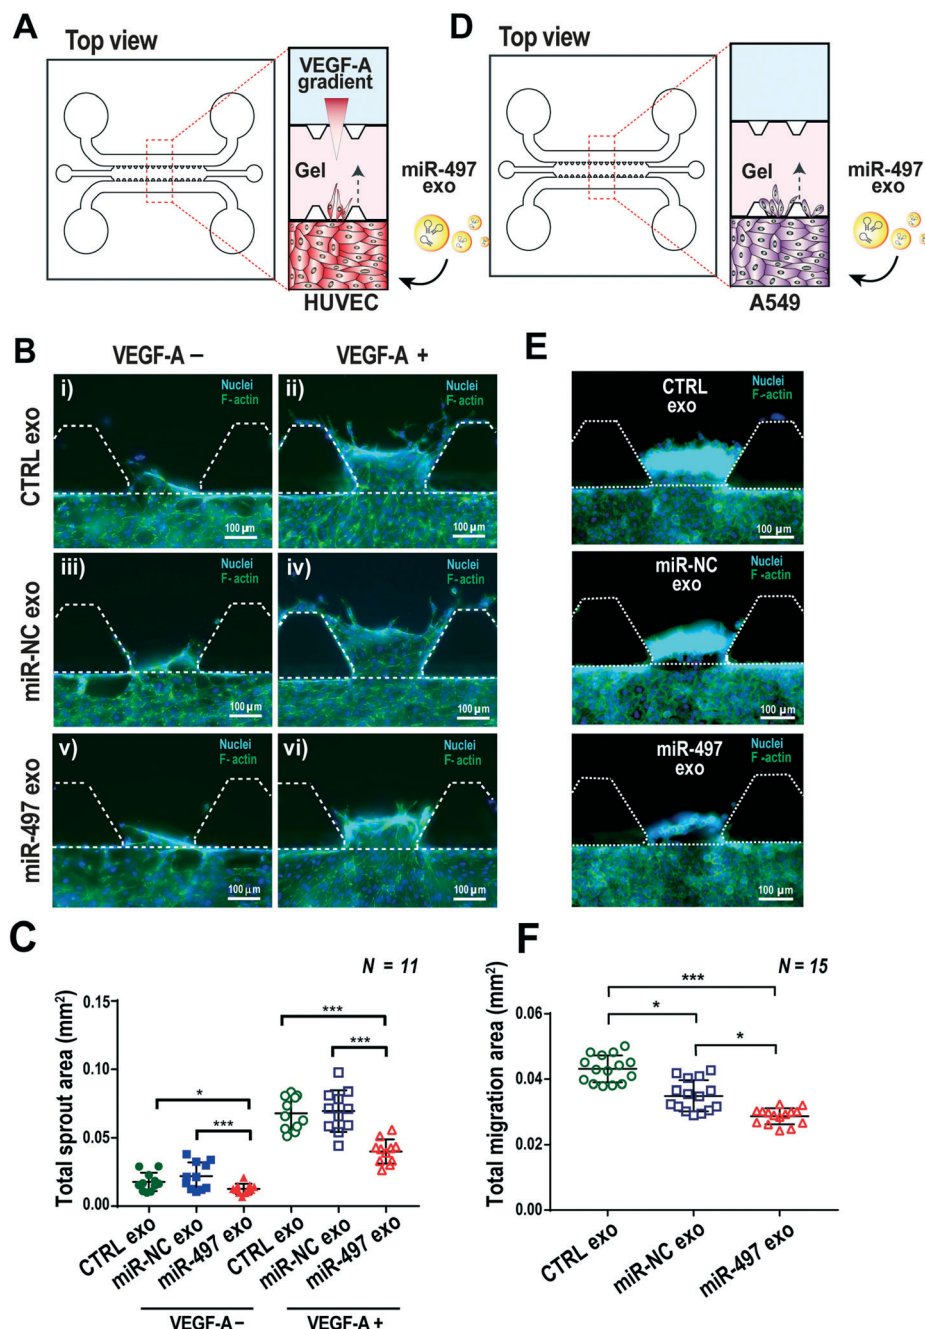 A
Top view
VEGF-A
gradient
Gel
miR-497
exo
HUVEC
D
Top view
Gel
miR-497
exo
A549
B
VEGF-A –
VEGF-A +
CTRL exo
i)
Nuclei
F-actin
100 µm
ii)
Nuclei
F-actin
100 µm
miR-NC exo
iii)
Nuclei
F-actin
100 µm
iv)
Nuclei
F-actin
100 µm
miR-497 exo
v)
Nuclei
F-actin
100 µm
vi)
Nuclei
F-actin
100 µm
E
CTRL
exo
Nuclei
F-actin
100 µm
miR-NC
exo
Nuclei
F-actin
100 µm
miR-497
exo
Nuclei
F-actin
100 µm
C
N = 11
Total sprout area (mm²)
0.15
0.10
0.05
0.00
*
***
***
***
CTRL exo
miR-NC exo
miR-497 exo
CTRL exo
miR-NC exo
miR-497 exo
VEGF-A –
VEGF-A +
F
N = 15
Total migration area (mm²)
0.06
0.04
0.02
0.00
***
*
*
CTRL exo
miR-NC exo
miR-497 exo